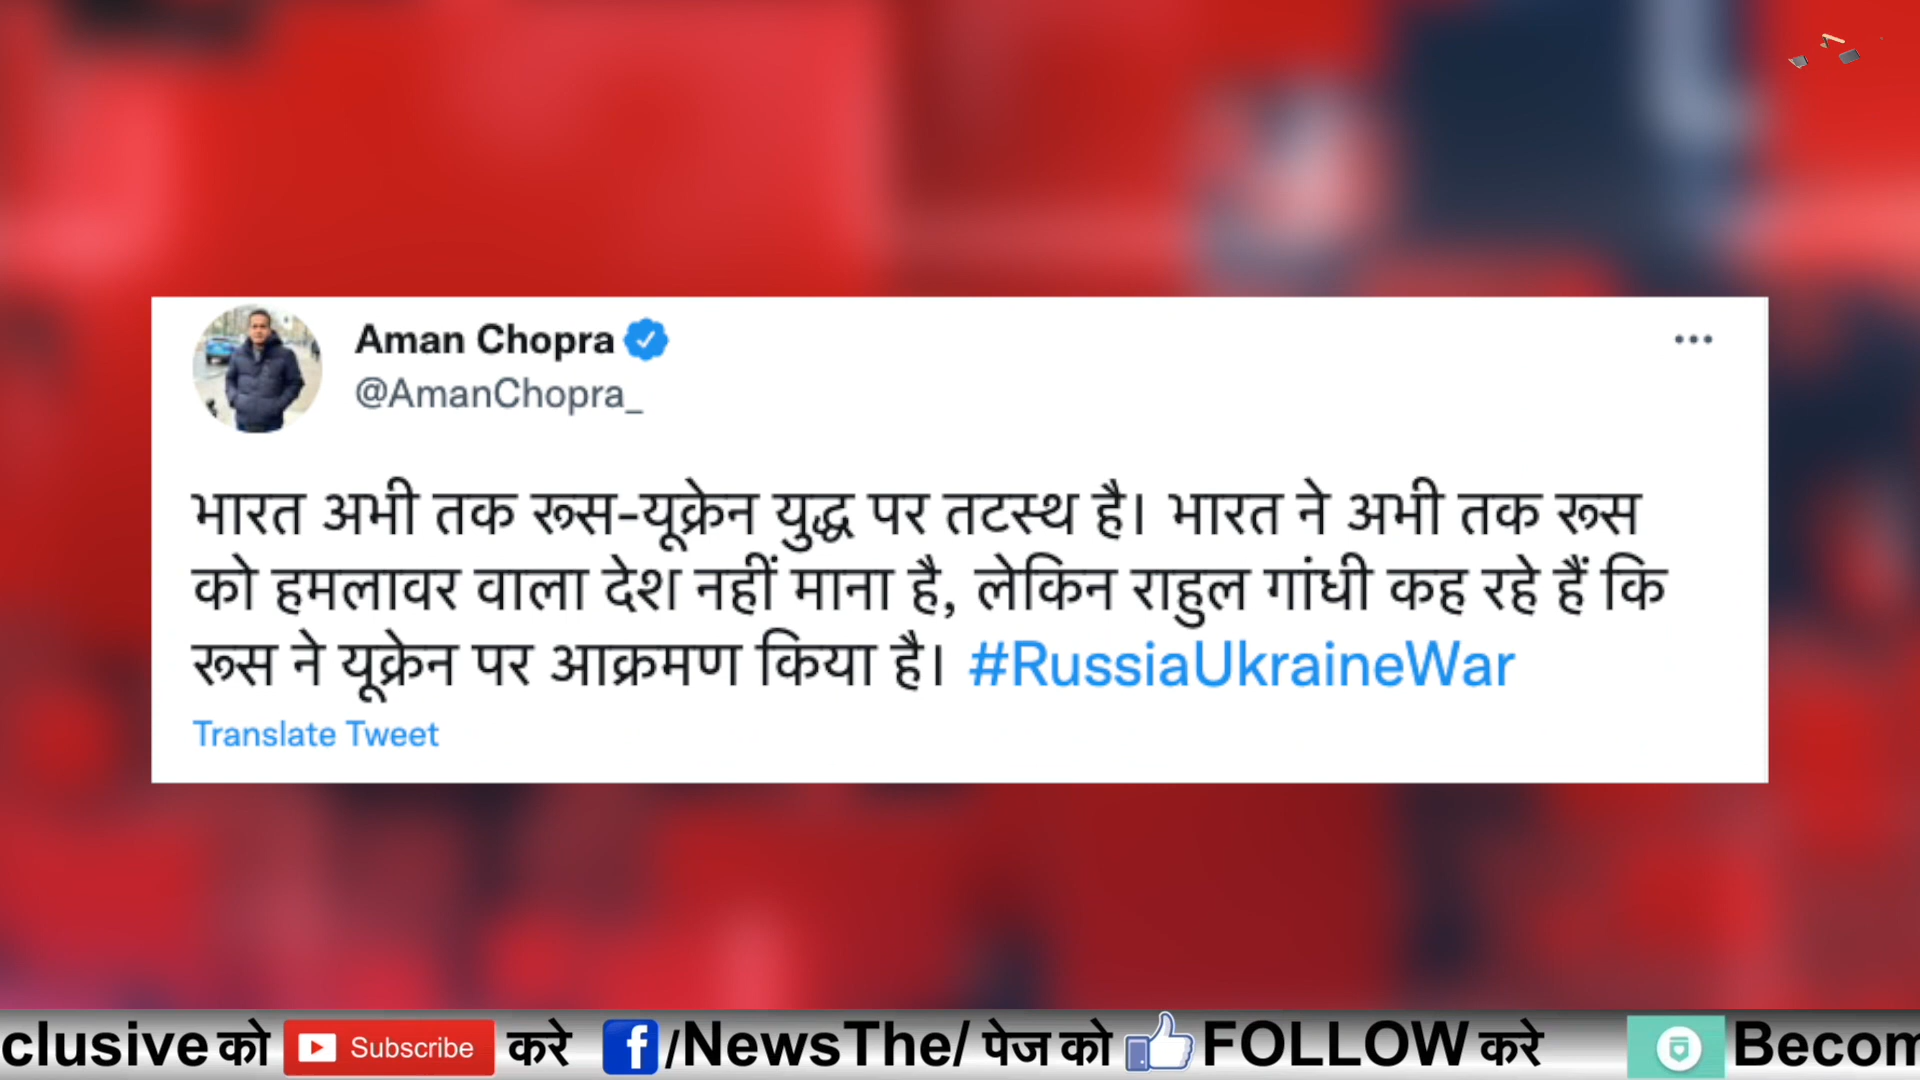 Aman Chopra
@AmanChopra_
भारत अभी तक रूस-यूक्रेन युद्ध पर तटस्थ है। भारत ने अभी तक रूस
को हमलावर वाला देश नहीं माना है, लेकिन राहुल गांधी कह रहे हैं कि
रूस ने यूक्रेन पर आक्रमण किया है। #RussiaUkraineWar
Translate Tweet
clusive को Subscribe करे f/NewsThe/ पेज को FOLLOW करे Becom